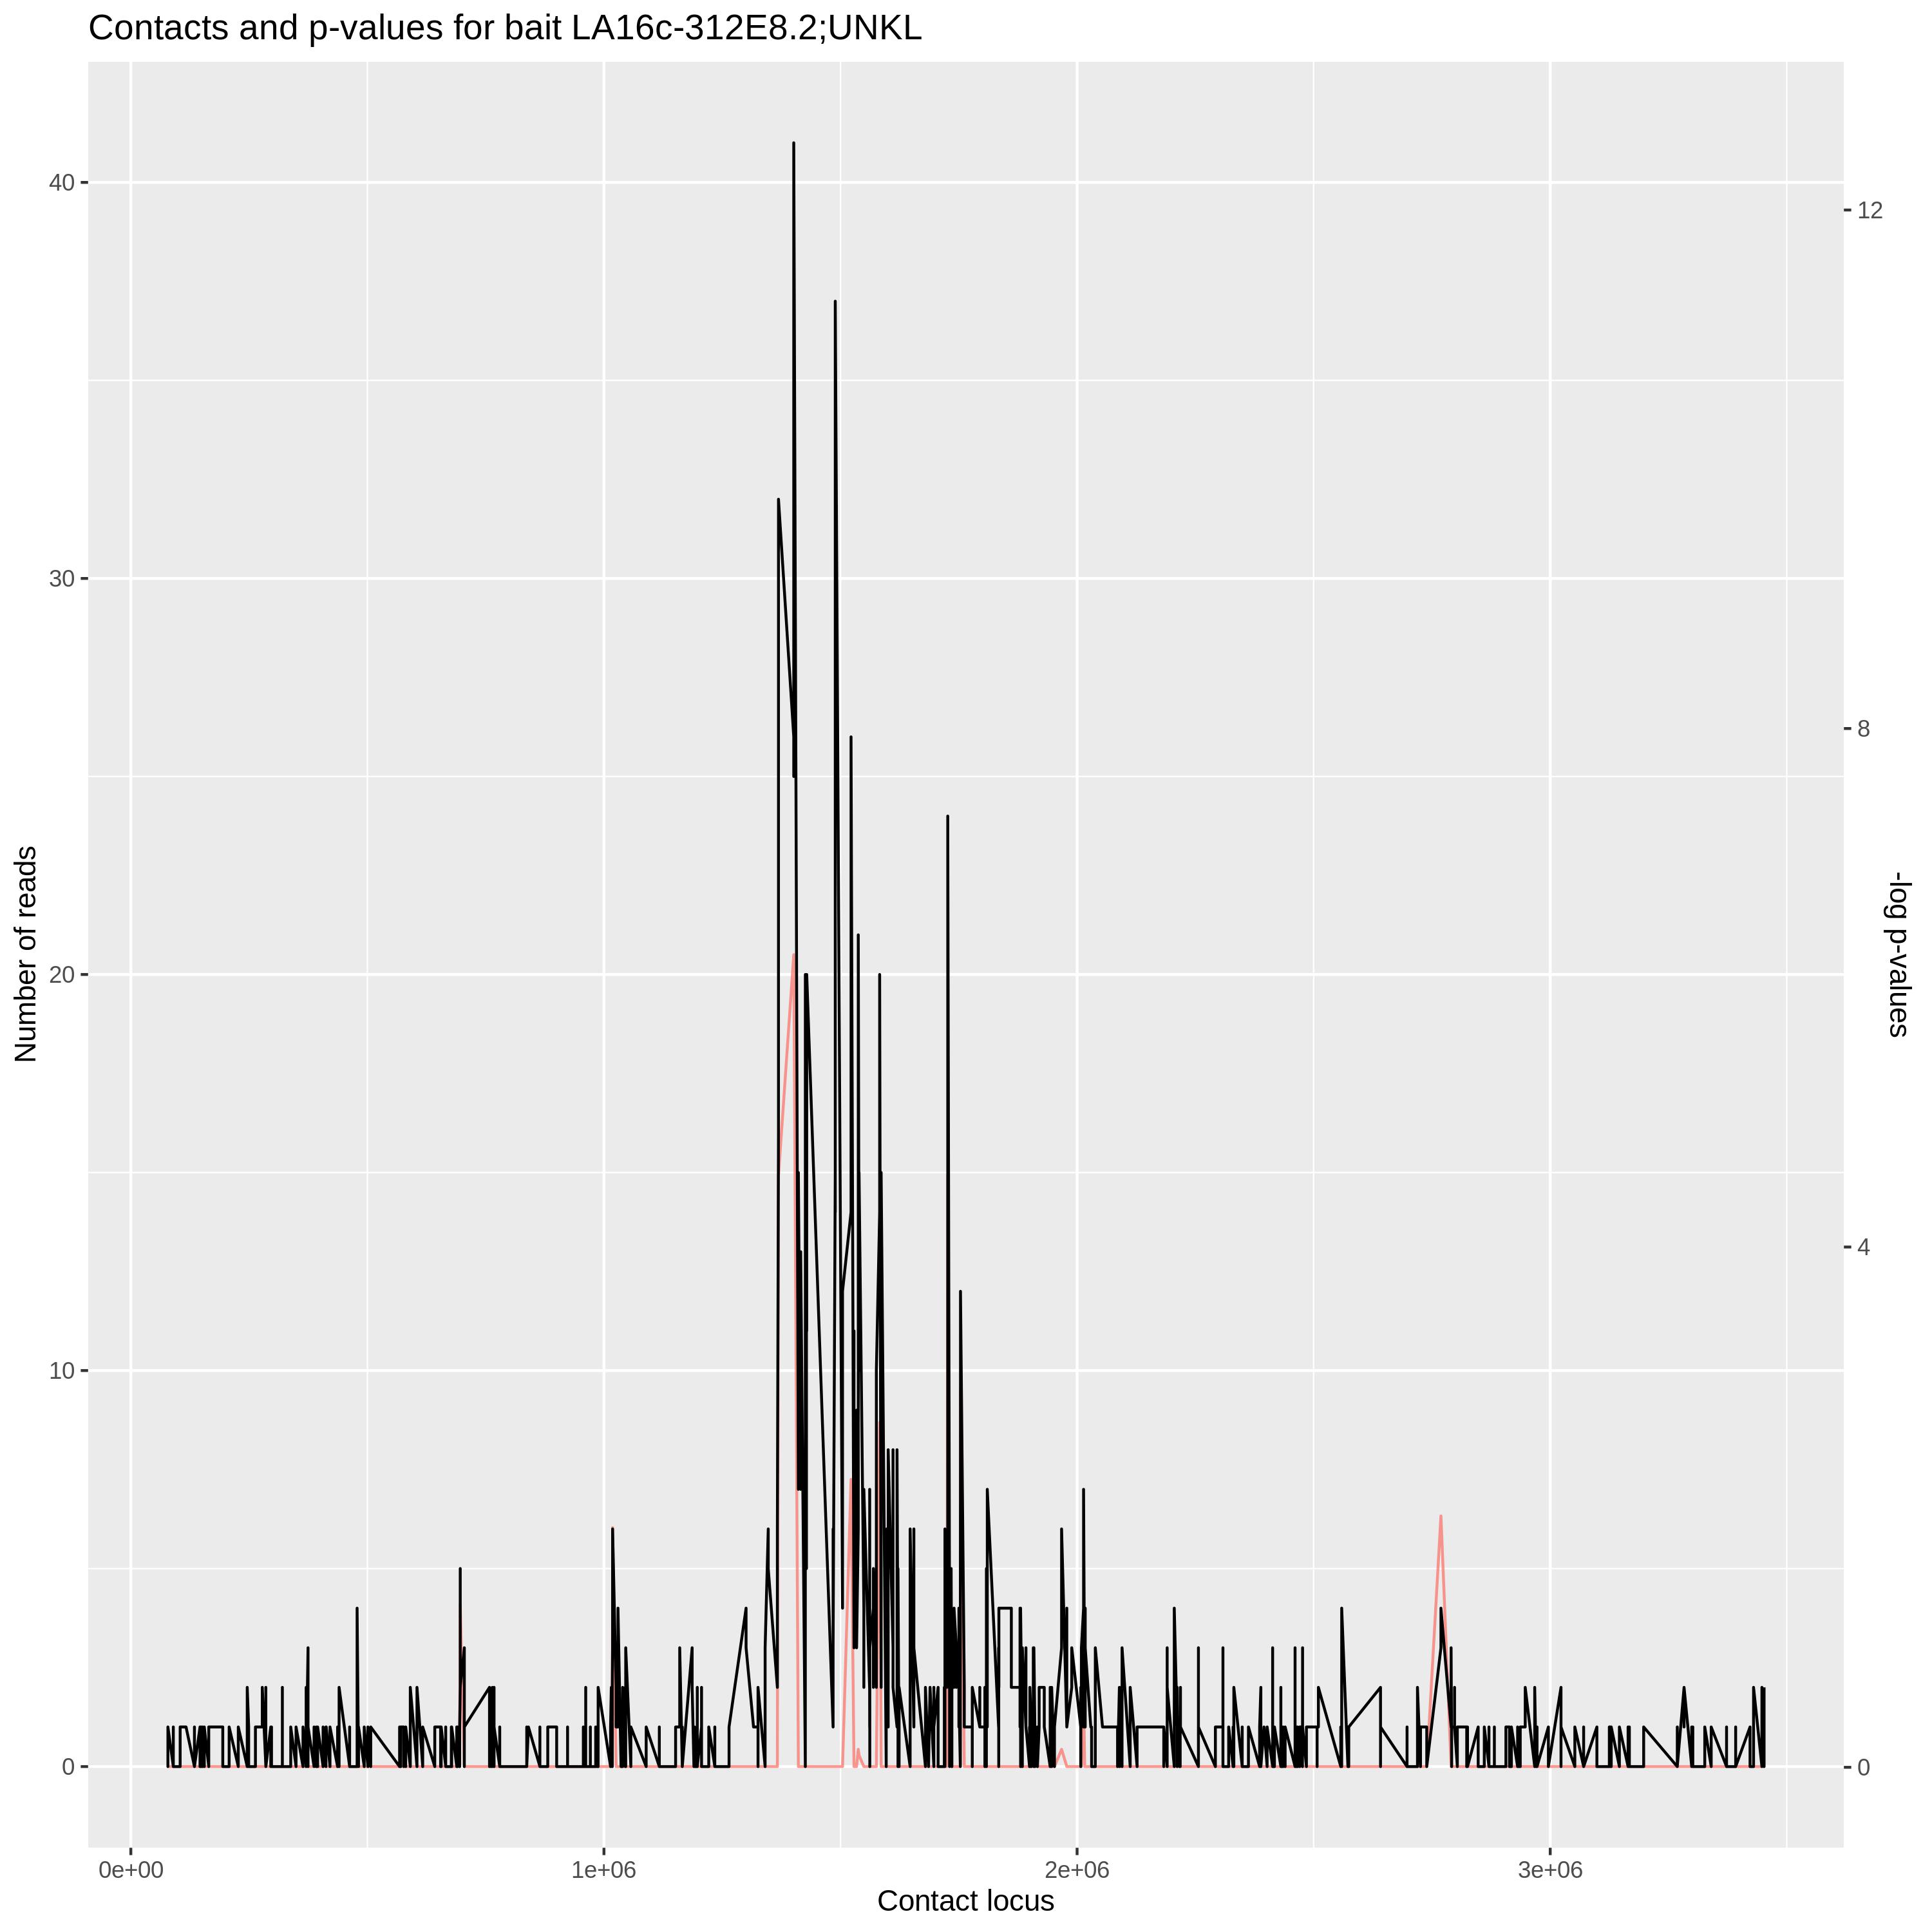 Contacts and p-values for bait LA16c-312E8.2;UNKL
Number of reads
40
30
20
10
0
12
8
4
0
-log p-values
0e+00
1e+06
2e+06
3e+06
Contact locus